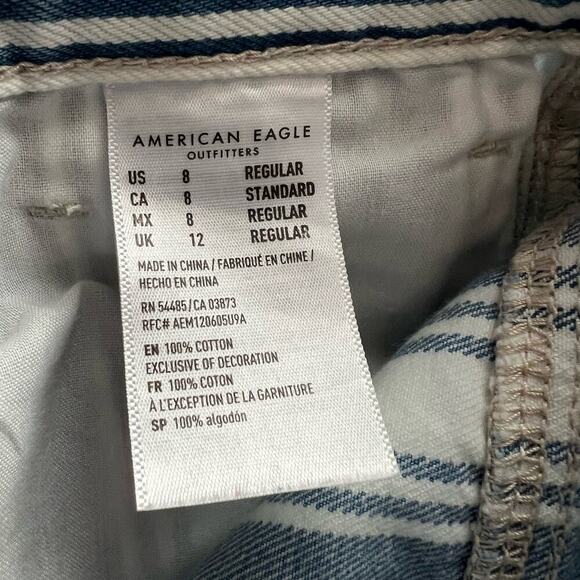 AMERICAN EAGLE
OUTFITTERS
US 8 REGULAR
CA 8 STANDARD
MX 8 REGULAR
UK 12 REGULAR
MADE IN CHINA / FABRIQUÉ EN CHINE /
HECHO EN CHINA
RN 54485/CA 03873
RFC# AEM120605U9A
EN 100% COTTON
EXCLUSIVE OF DECORATION
FR 100% COTON
À L'EXCEPTION DE LA GARNITURE
SP 100% algodón